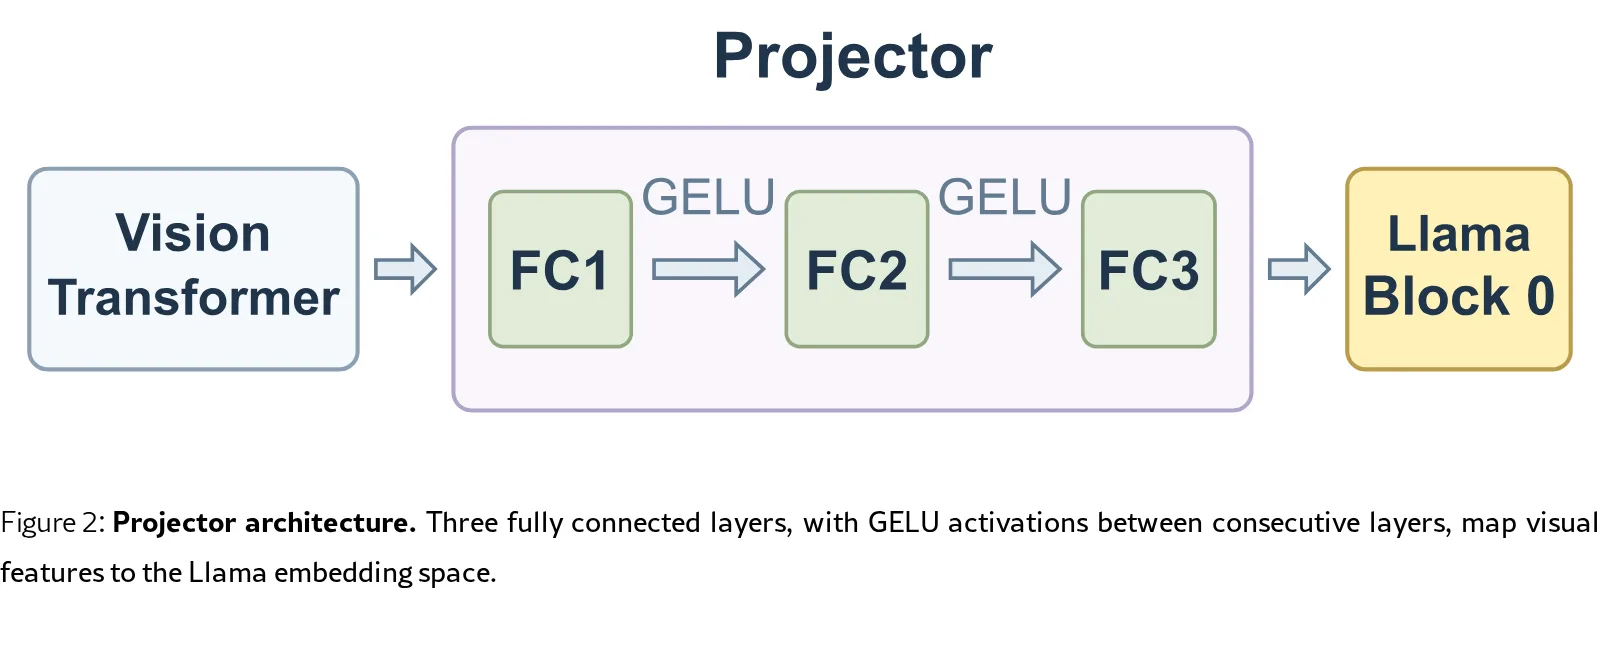 Projector
Vision
Transformer
FC1
GELU
FC2
GELU
FC3
Llama
Block 0
Figure 2: Projector architecture. Three fully connected layers, with GELU activations between consecutive layers, map visual
features to the Llama embedding space.